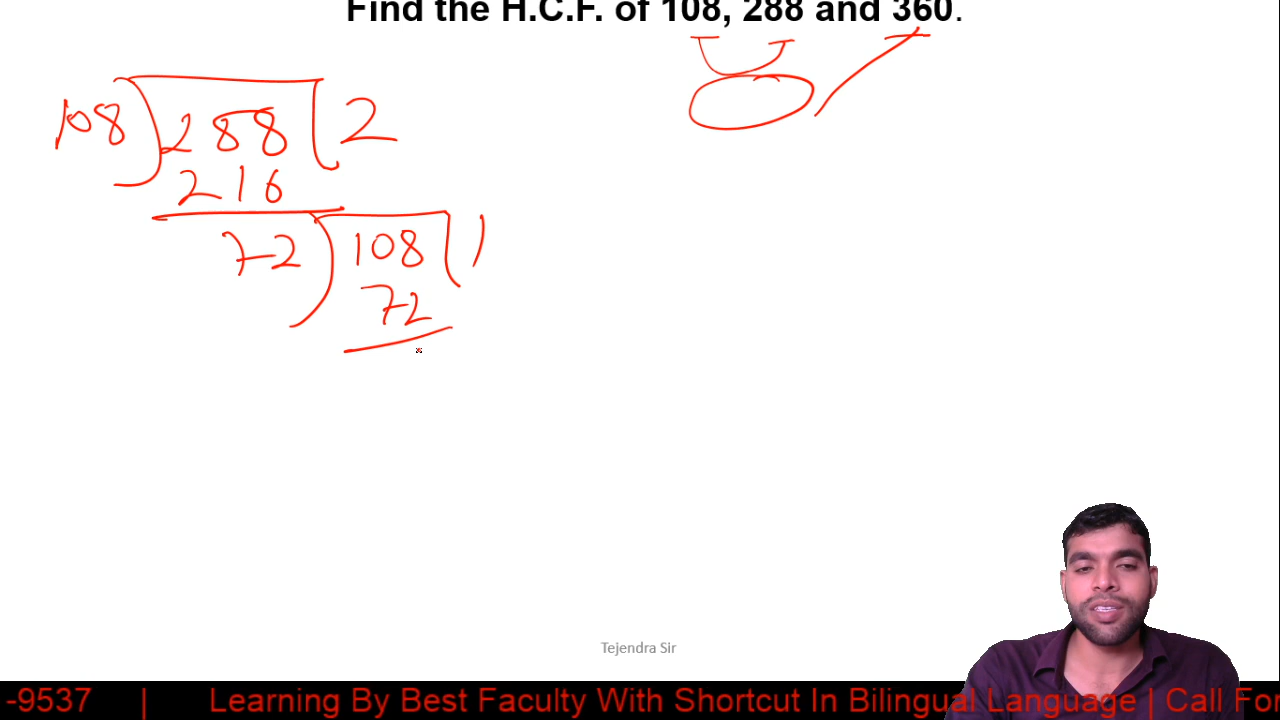 Find the H.C.F. of 108, 288 and 360.
108 ) 288 ( 2
216
72 ) 108 ( 1
72
Tejendra Sir
-9537 | Learning By Best Faculty With Shortcut In Bilingual Language | Call For